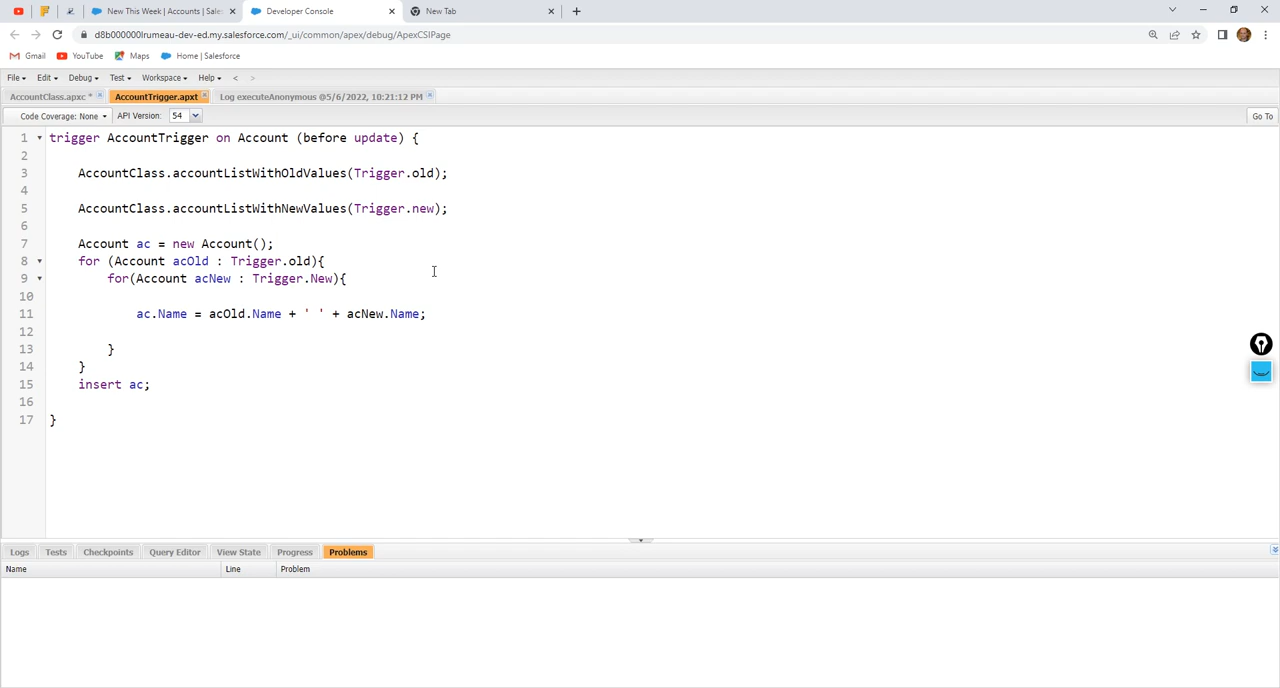 New This Week | Accounts | Sale: Developer Console New Tab
d8b000000lrumeau-dev-ed.my.salesforce.com/_ui/common/apex/debug/ApexCSIPage
Gmail YouTube Maps Home | Salesforce
File Edit Debug Test Workspace Help < >
AccountClass.apxc * AccountTrigger.apxt Log executeAnonymous @5/6/2022, 10:21:12 PM
Code Coverage: None API Version: 54 Go To
1 trigger AccountTrigger on Account (before update) {
2
3 AccountClass.accountListWithOldValues(Trigger.old);
4
5 AccountClass.accountListWithNewValues(Trigger.new);
6
7 Account ac = new Account();
8 for (Account acOld : Trigger.old){
9 for(Account acNew : Trigger.New){
10
11 ac.Name = acOld.Name + ' ' + acNew.Name;
12
13 }
14 }
15 insert ac;
16
17 }
Logs Tests Checkpoints Query Editor View State Progress Problems
Name Line Problem